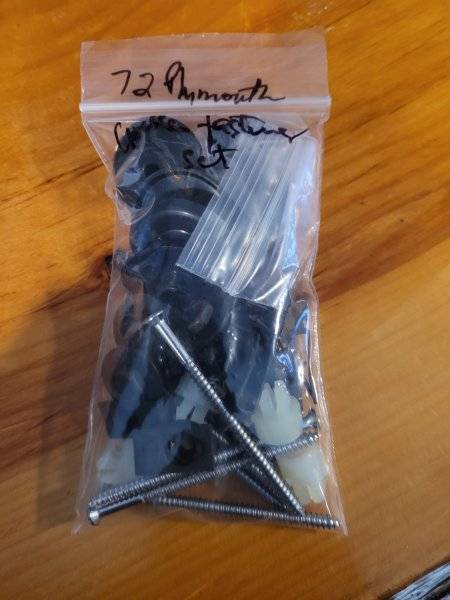 72 Plymouth
fastener
set